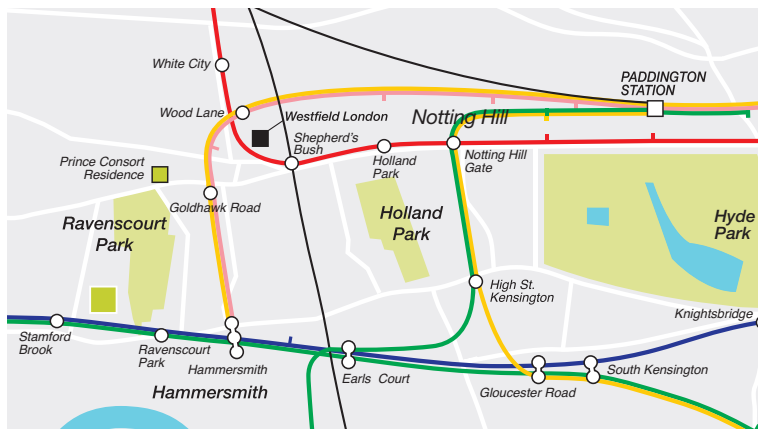 White City
PADDINGTON
STATION
Wood Lane
Westfield London
Notting Hill
Shepherd's
Bush
Holland
Park
Notting Hill
Gate
Prince Consort
Residence
Goldhawk Road
Ravenscourt
Park
Holland
Park
Hyde
Park
High St.
Kensington
Knightsbridge
Stamford
Brook
Ravenscourt
Park
Hammersmith
Earls Court
Gloucester Road
South Kensington
Hammersmith